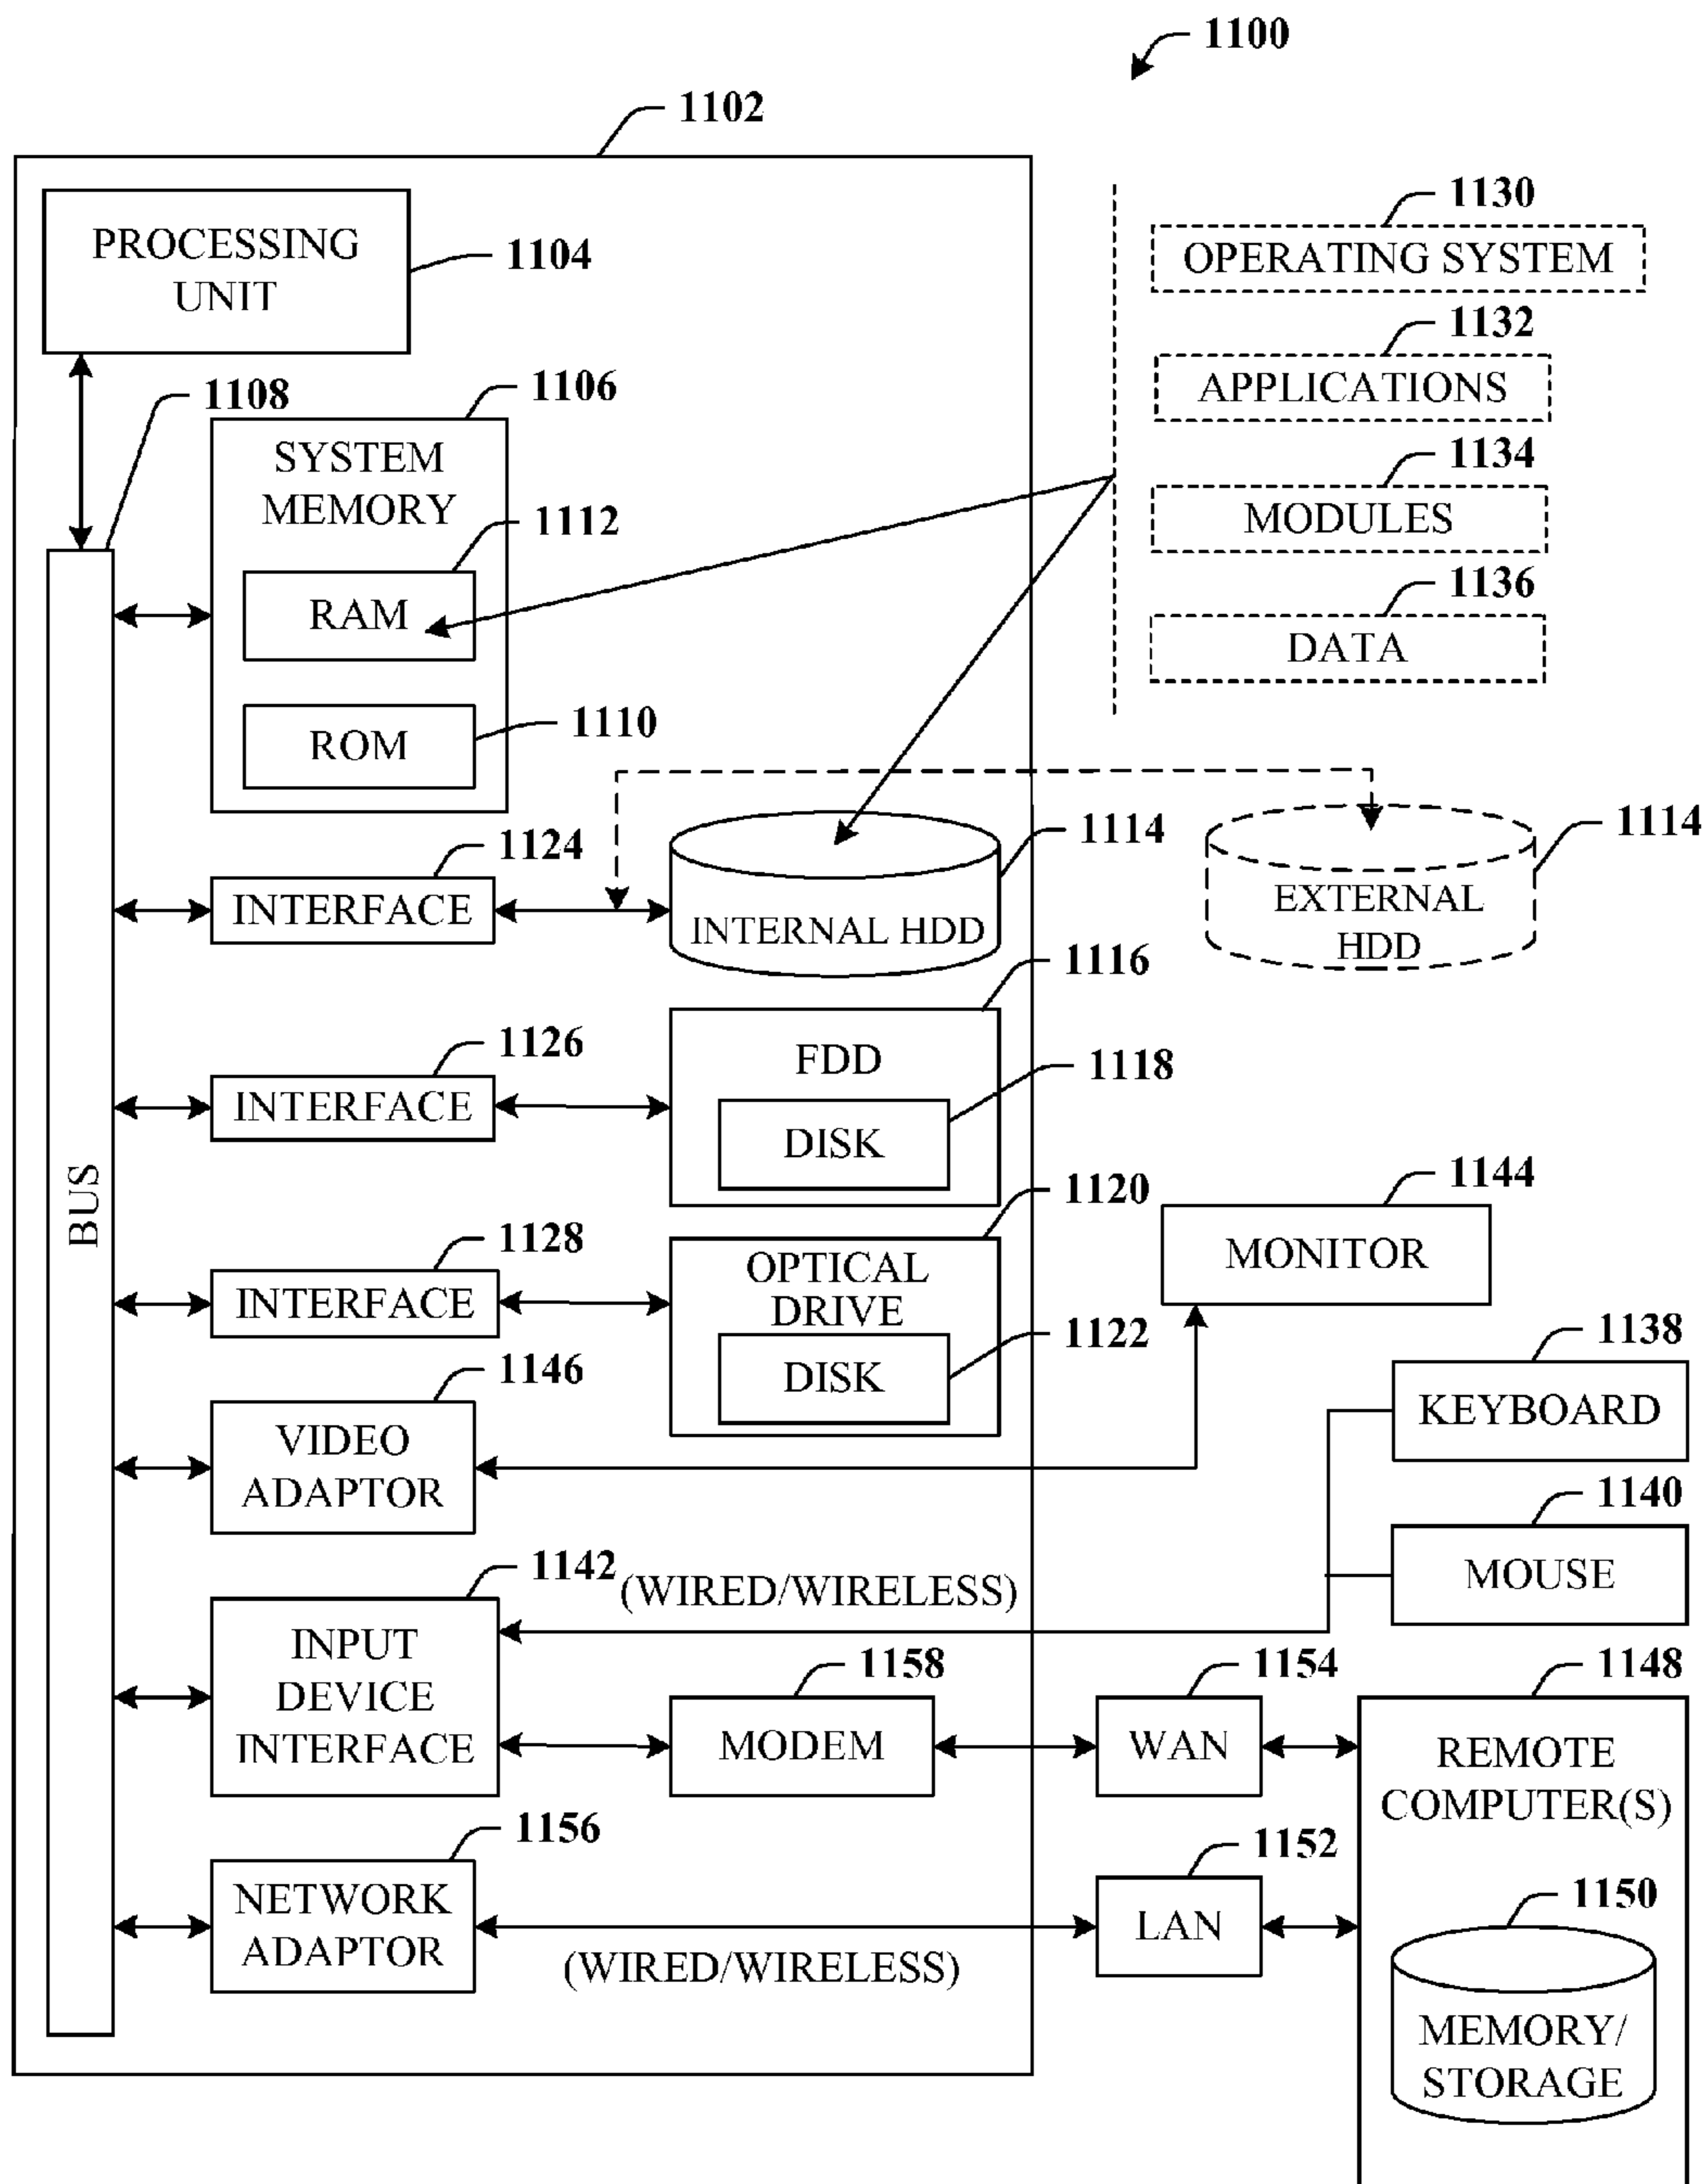 1100
1102
PROCESSING
UNIT
1104
1130
OPERATING SYSTEM
1132
APPLICATIONS
1134
MODULES
1136
DATA
1108
1106
SYSTEM
MEMORY
1112
RAM
1110
ROM
1124
INTERFACE
1114
INTERNAL HDD
1114
EXTERNAL
HDD
1126
INTERFACE
1116
FDD
1118
DISK
BUS
1128
INTERFACE
1120
OPTICAL
DRIVE
1122
DISK
1144
MONITOR
1146
VIDEO
ADAPTOR
1138
KEYBOARD
1140
MOUSE
1142
(WIRED/WIRELESS)
INPUT
DEVICE
INTERFACE
1158
MODEM
1154
WAN
1148
REMOTE
COMPUTER(S)
1156
NETWORK
ADAPTOR
(WIRED/WIRELESS)
1152
LAN
1150
MEMORY/
STORAGE